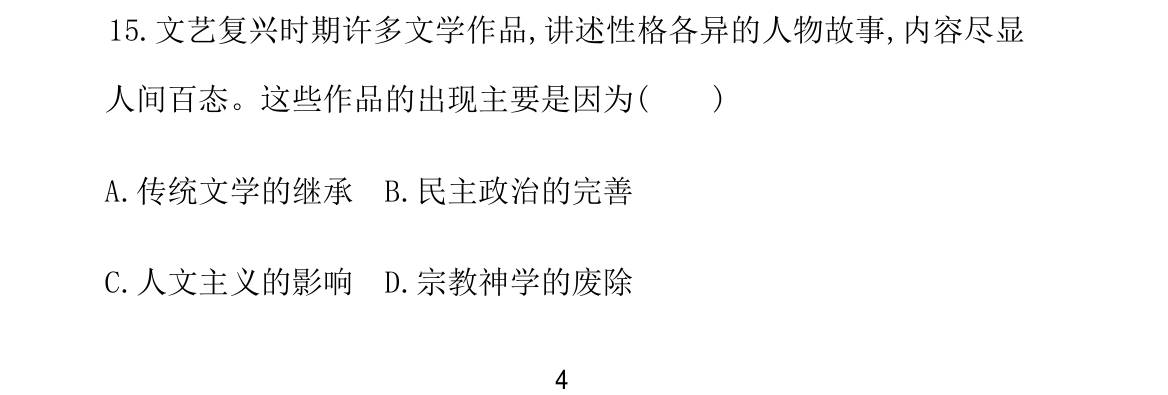 15.文艺复兴时期许多文学作品,讲述性格各异的人物故事,内容尽显
人间百态。这些作品的出现主要是因为(　　)
A.传统文学的继承　B.民主政治的完善
C.人文主义的影响　D.宗教神学的废除
4